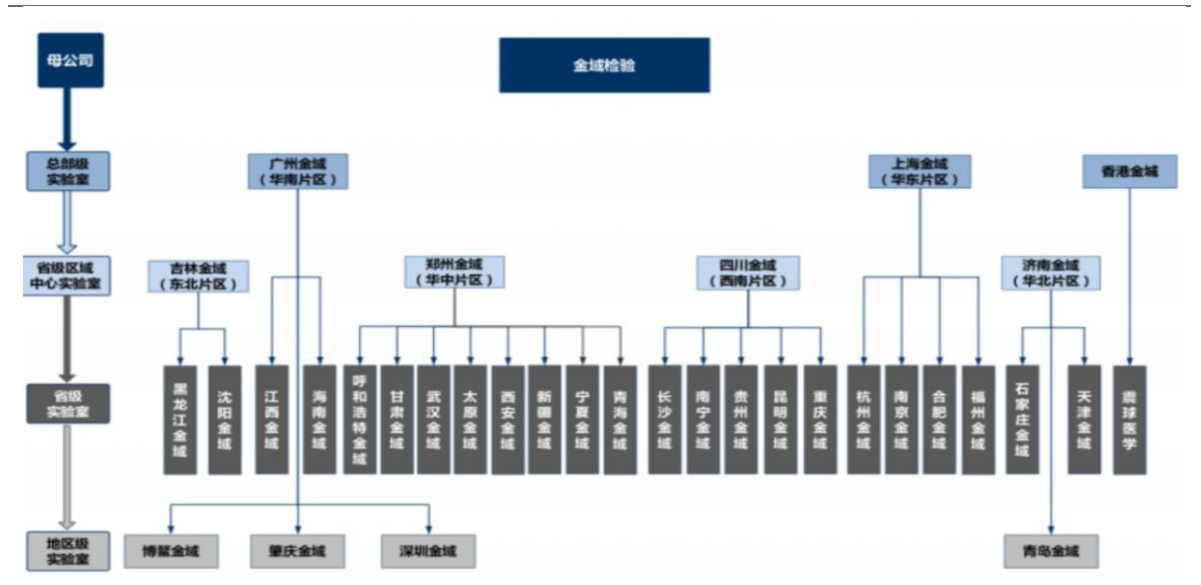 母公司
金域检验
总部级
实验室
广州金域
（华南片区）
上海金域
（华东片区）
香港金域
省级区域
中心实验室
吉林金域
（东北片区）
郑州金域
（华中片区）
四川金域
（西南片区）
济南金域
（华北片区）
省级
实验室
黑龙江金域
沈阳金域
江西金域
海南金域
呼和浩特金域
甘肃金域
武汉金域
太原金域
西安金域
新疆金域
宁夏金域
青海金域
长沙金域
南宁金域
贵州金域
昆明金域
重庆金域
杭州金域
南京金域
合肥金域
福州金域
石家庄金域
天津金域
震球医学
地区级
实验室
博鳌金域
肇庆金域
深圳金域
青岛金域